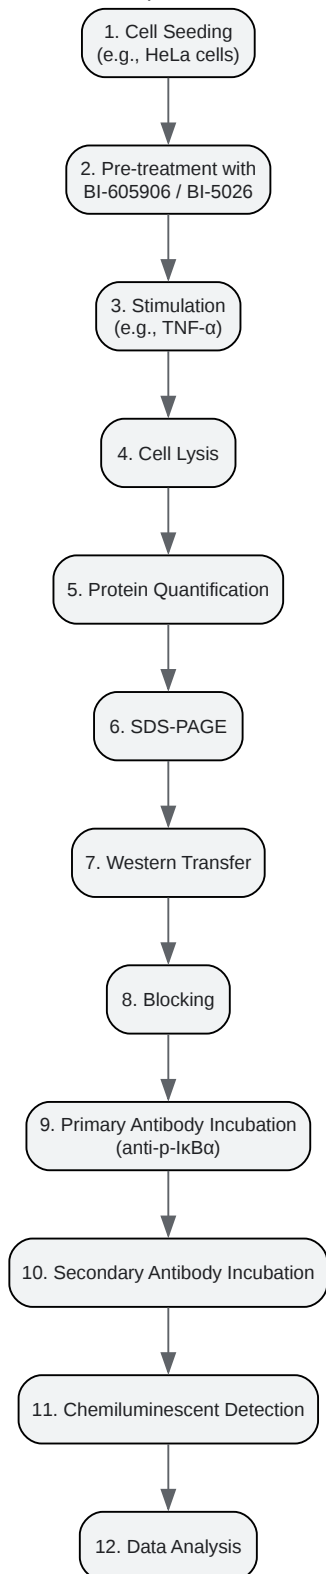 1. Cell Seeding
(e.g., HeLa cells)
2. Pre-treatment with
BI-605906 / BI-5026
3. Stimulation
(e.g., TNF-α)
4. Cell Lysis
5. Protein Quantification
6. SDS-PAGE
7. Western Transfer
8. Blocking
9. Primary Antibody Incubation
(anti-p-IκBα)
10. Secondary Antibody Incubation
11. Chemiluminescent Detection
12. Data Analysis